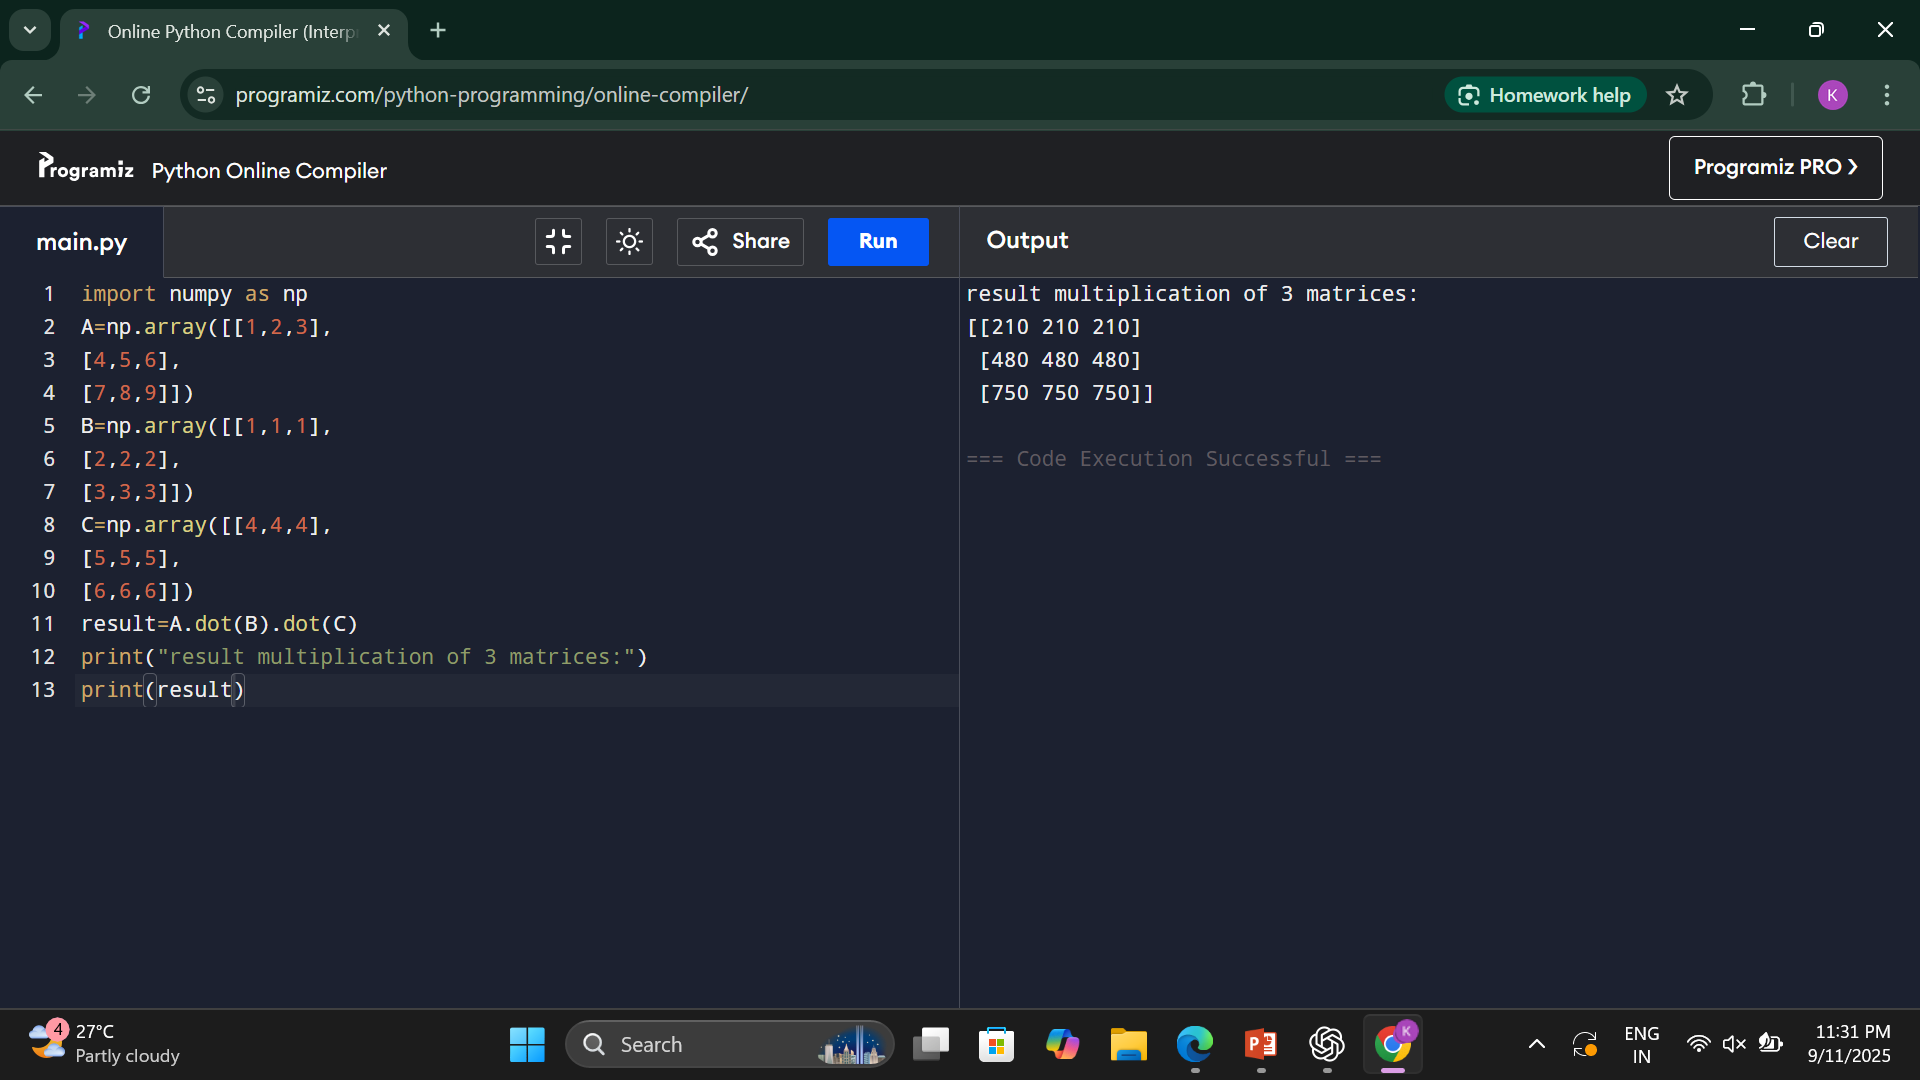 Online Python Compiler (Interp
programiz.com/python-programming/online-compiler/
Homework help
K
Programiz Python Online Compiler
Programiz PRO
main.py
Share
Run
Output
Clear
1 import numpy as np
2 A=np.array([[1,2,3],
3 [4,5,6],
4 [7,8,9]])
5 B=np.array([[1,1,1],
6 [2,2,2],
7 [3,3,3]])
8 C=np.array([[4,4,4],
9 [5,5,5],
10 [6,6,6]])
11 result=A.dot(B).dot(C)
12 print("result multiplication of 3 matrices:")
13 print(result)
result multiplication of 3 matrices:
[[210 210 210]
 [480 480 480]
 [750 750 750]]
=== Code Execution Successful ===
4
27°C
Partly cloudy
Search
P
K
ENG
IN
11:31 PM
9/11/2025